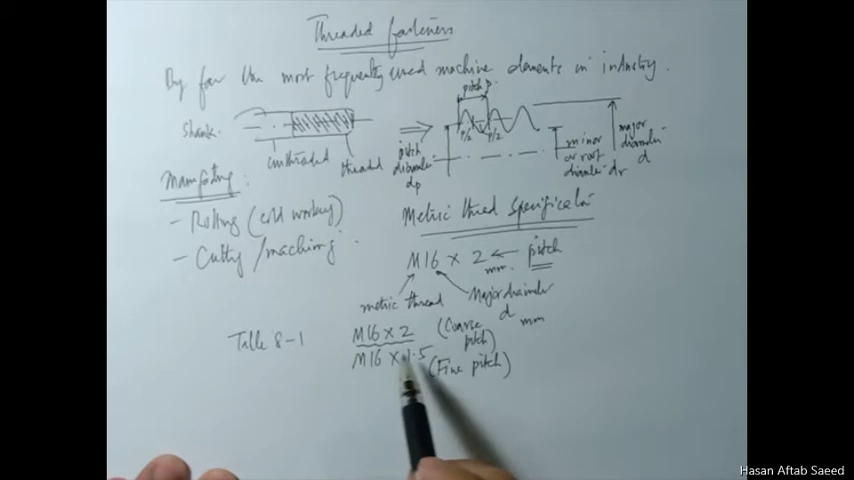 Threaded fasteners
By far the most frequently used machine elements in industry.
pitch p
shank
unthreaded
threaded
P/2 P/2
pitch
diameter
dp
minor
or root
diameter dr
major
diameter
d
Manufacturing :
- Rolling (cold working)
- Cutting / machining
Metric thread specification
M16 × 2 ← pitch
mm.
metric thread
Major diameter
d mm
Table 8-1
M16 × 2 (Coarse
pitch)
M16 × 1.5 (Fine pitch)
Hasan Aftab Saeed